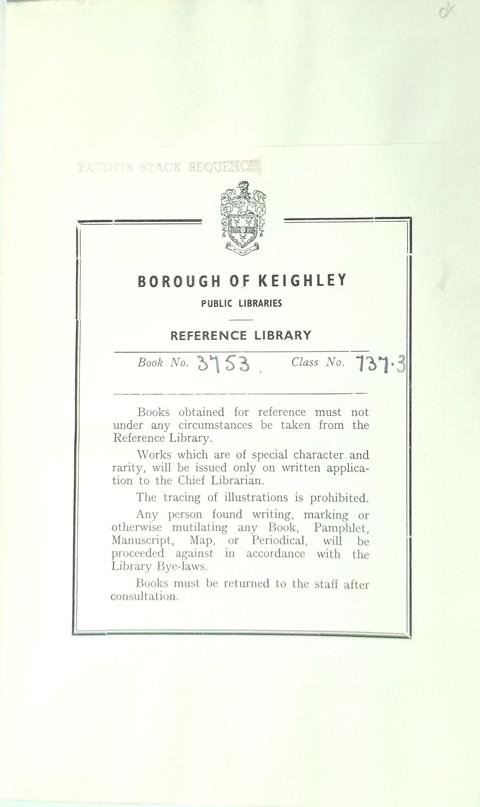 PATENTS STACK SEQUENCE
BOROUGH OF KEIGHLEY
PUBLIC LIBRARIES
REFERENCE LIBRARY
Book No. 3753. Class No. 737.3
Books obtained for reference must not
under any circumstances be taken from the
Reference Library.
Works which are of special character and
rarity, will be issued only on written applica-
tion to the Chief Librarian.
The tracing of illustrations is prohibited.
Any person found writing, marking or
otherwise mutilating any Book, Pamphlet,
Manuscript, Map, or Periodical, will be
proceeded against in accordance with the
Library Bye-laws.
Books must be returned to the staff after
consultation.